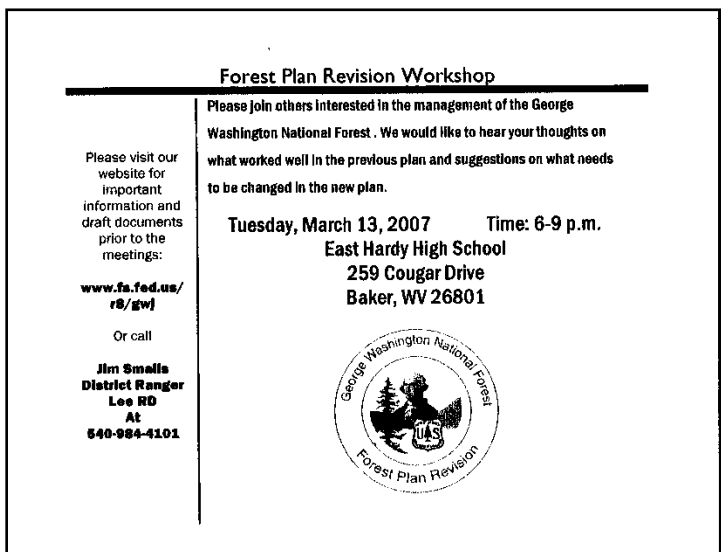 Forest Plan Revision Workshop
Please visit our
website for
important
information and
draft documents
prior to the
meetings:
www.fs.fed.us/
r8/gwj
Or call
Jim Smalls
District Ranger
Lee RD
At
540-984-4101
Please join others interested in the management of the George
Washington National Forest . We would like to hear your thoughts on
what worked well in the previous plan and suggestions on what needs
to be changed in the new plan.
Tuesday, March 13, 2007 Time: 6-9 p.m.
East Hardy High School
259 Cougar Drive
Baker, WV 26801
George Washington National Forest
UAS
Forest Plan Revision